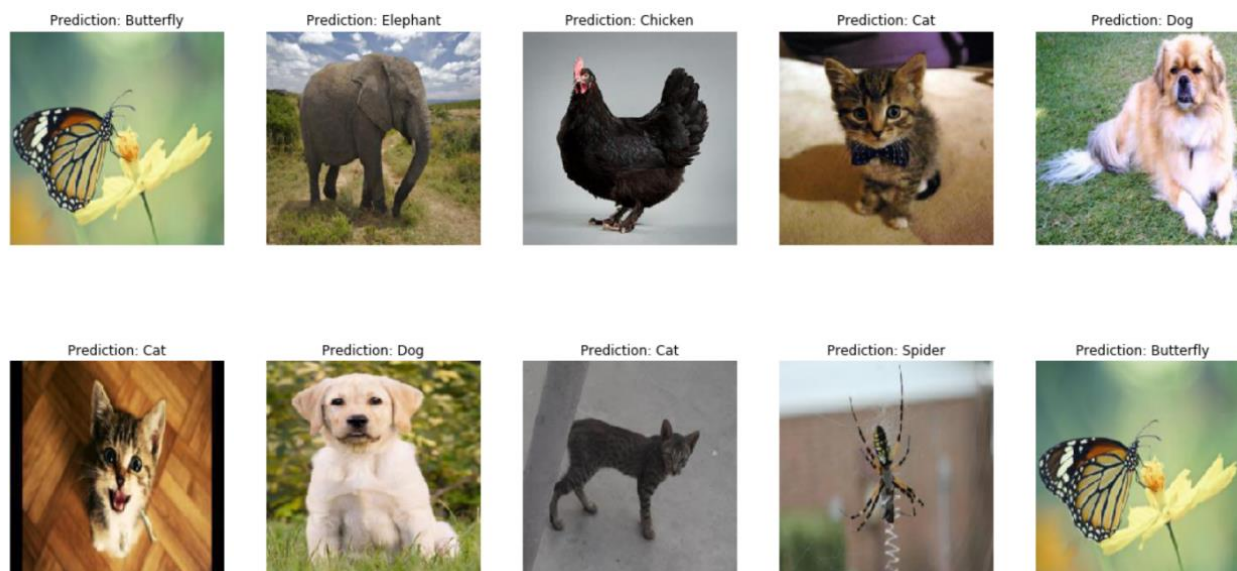 Prediction: Butterfly
Prediction: Elephant
Prediction: Chicken
Prediction: Cat
Prediction: Dog
Prediction: Cat
Prediction: Dog
Prediction: Cat
Prediction: Spider
Prediction: Butterfly